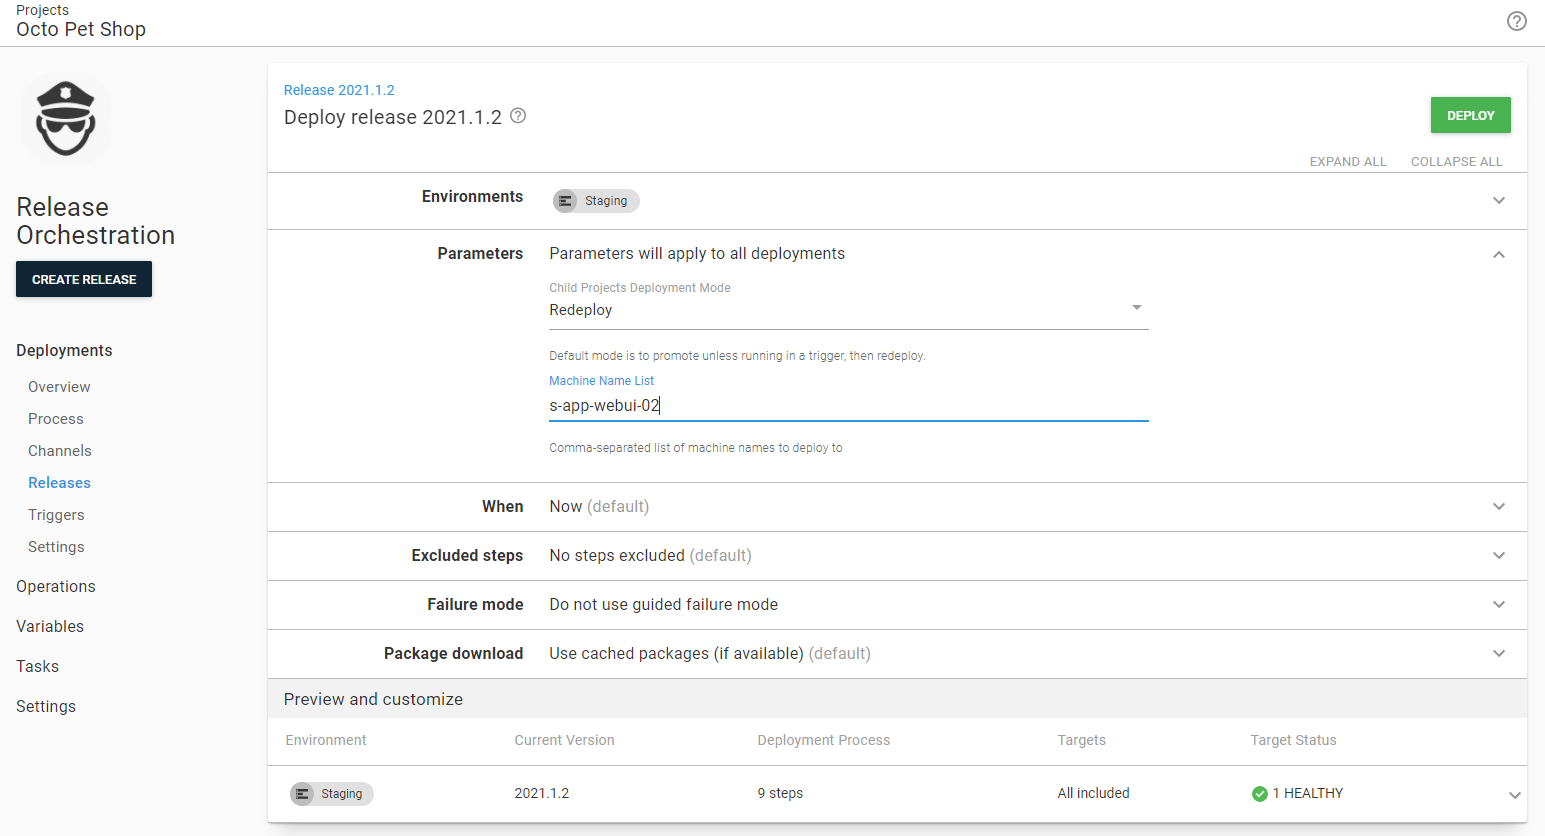 Projects
Octo Pet Shop
Release
Orchestration
CREATE RELEASE
Deployments
Overview
Process
Channels
Releases
Triggers
Settings
Operations
Variables
Tasks
Settings
Release 2021.1.2
Deploy release 2021.1.2
DEPLOY
EXPAND ALL COLLAPSE ALL
Environments Staging
Parameters Parameters will apply to all deployments
Child Projects Deployment Mode
Redeploy
Default mode is to promote unless running in a trigger, then redeploy.
Machine Name List
s-app-webui-02
Comma-separated list of machine names to deploy to
When Now (default)
Excluded steps No steps excluded (default)
Failure mode Do not use guided failure mode
Package download Use cached packages (if available) (default)
Preview and customize
Environment Current Version Deployment Process Targets Target Status
Staging 2021.1.2 9 steps All included 1 HEALTHY